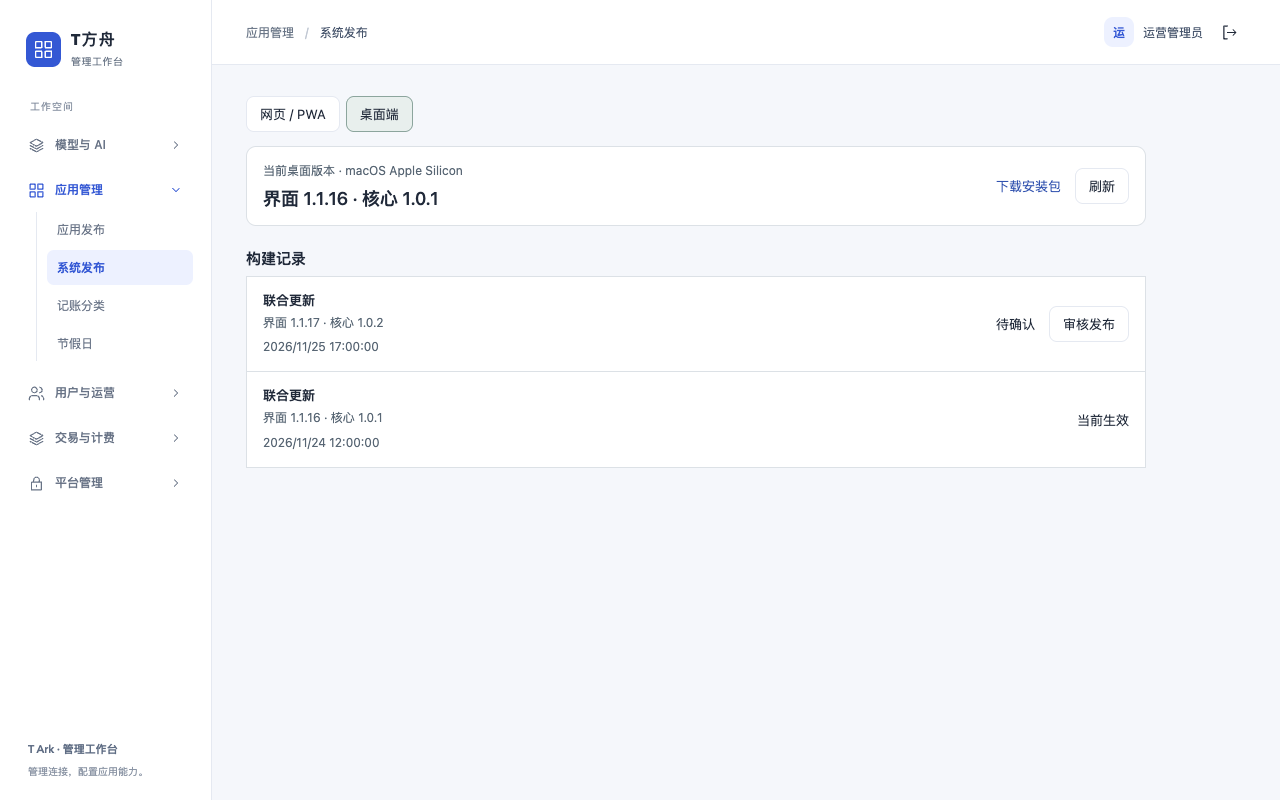 T方舟
管理工作台
工作空间
模型与 AI
应用管理
应用发布
系统发布
记账分类
节假日
用户与运营
交易与计费
平台管理
T Ark · 管理工作台
管理连接，配置应用能力。
应用管理 / 系统发布
运 运营管理员
网页 / PWA 桌面端
当前桌面版本 · macOS Apple Silicon
界面 1.1.16 · 核心 1.0.1
下载安装包 刷新
构建记录
联合更新
界面 1.1.17 · 核心 1.0.2
2026/11/25 17:00:00
待确认 审核发布
联合更新
界面 1.1.16 · 核心 1.0.1
2026/11/24 12:00:00
当前生效